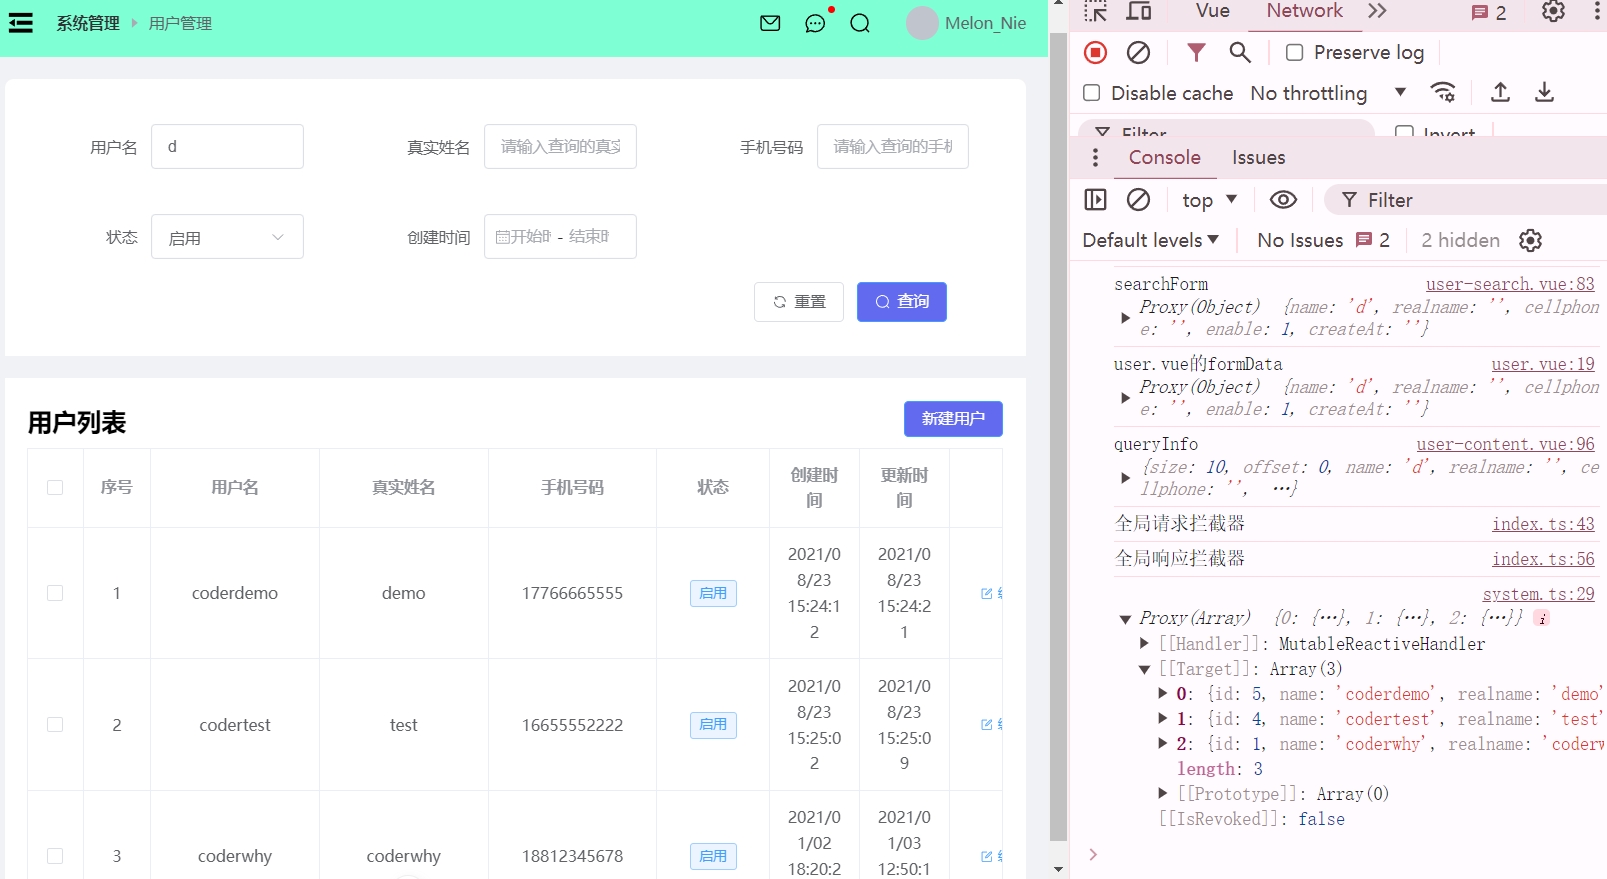 系统管理 用户管理 Melon_Nie
用户名 d 真实姓名 请输入查询的真实 手机号码 请输入查询的手机
状态 启用 创建时间 开始时 - 结束时
重置 查询
用户列表 新建用户
序号 用户名 真实姓名 手机号码 状态 创建时间 更新时间
1 coderdemo demo 17766665555 启用 2021/08/23 15:24:12 2021/08/23 15:24:21
2 codertest test 16655552222 启用 2021/08/23 15:25:02 2021/08/23 15:25:09
3 coderwhy coderwhy 18812345678 启用 2021/01/02 18:20:2 2021/01/03 12:50:1
Vue Network 2
Preserve log
Disable cache No throttling
Filter Invert
Console Issues
top Filter
Default levels No Issues 2 2 hidden
searchForm user-search.vue:83
Proxy(Object) {name: 'd', realname: '', cellphon
e: '', enable: 1, createAt: ''}
user.vue的formData user.vue:19
Proxy(Object) {name: 'd', realname: '', cellphon
e: '', enable: 1, createAt: ''}
queryInfo user-content.vue:96
{size: 10, offset: 0, name: 'd', realname: '', ce
llphone: '', …}
全局请求拦截器 index.ts:43
全局响应拦截器 index.ts:56
system.ts:29
Proxy(Array) {0: {…}, 1: {…}, 2: {…}} i
[[Handler]]: MutableReactiveHandler
[[Target]]: Array(3)
0: {id: 5, name: 'coderdemo', realname: 'demo'
1: {id: 4, name: 'codertest', realname: 'test'
2: {id: 1, name: 'coderwhy', realname: 'coderw
length: 3
[[Prototype]]: Array(0)
[[IsRevoked]]: false